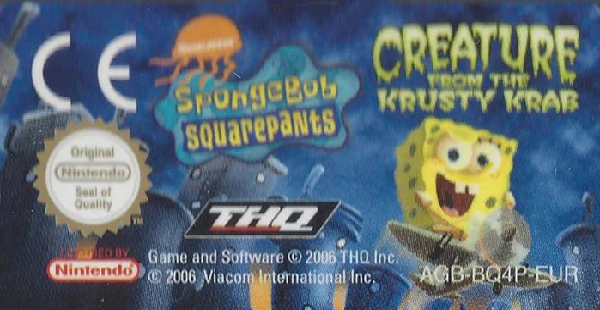 CE
NICKELODEON
SpongeBob
SQUAREPANTS
CREATURE
FROM THE
KRUSTY KRAB
Original
Nintendo
Seal of
Quality
THQ
LICENSED BY
Nintendo
Game and Software © 2006 THQ Inc.
© 2006 Viacom International Inc.
AGB-BQ4P-EUR